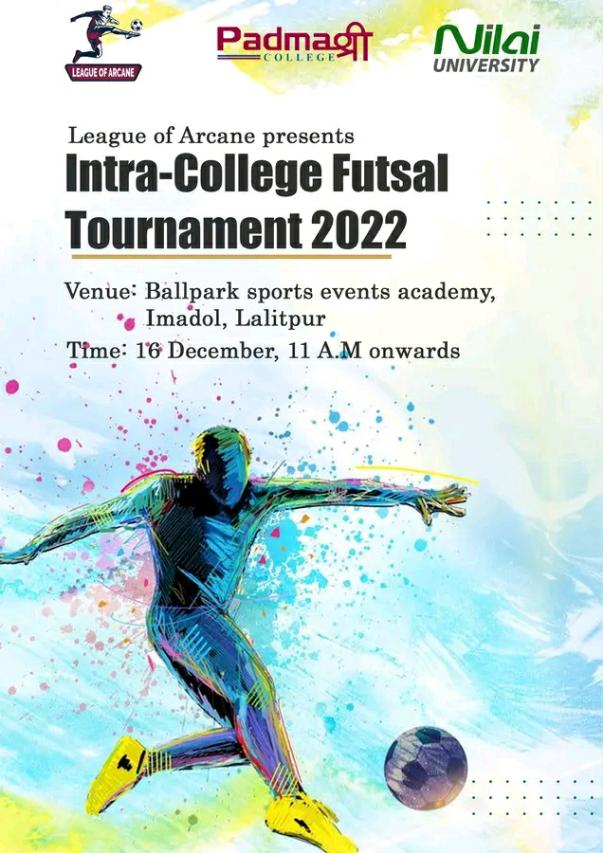 LEAGUE OF ARCANE
Padmaश्री
COLLEGE
Nilai
UNIVERSITY
League of Arcane presents
Intra-College Futsal
Tournament 2022
Venue: Ballpark sports events academy,
Imadol, Lalitpur
Time: 16 December, 11 A.M onwards